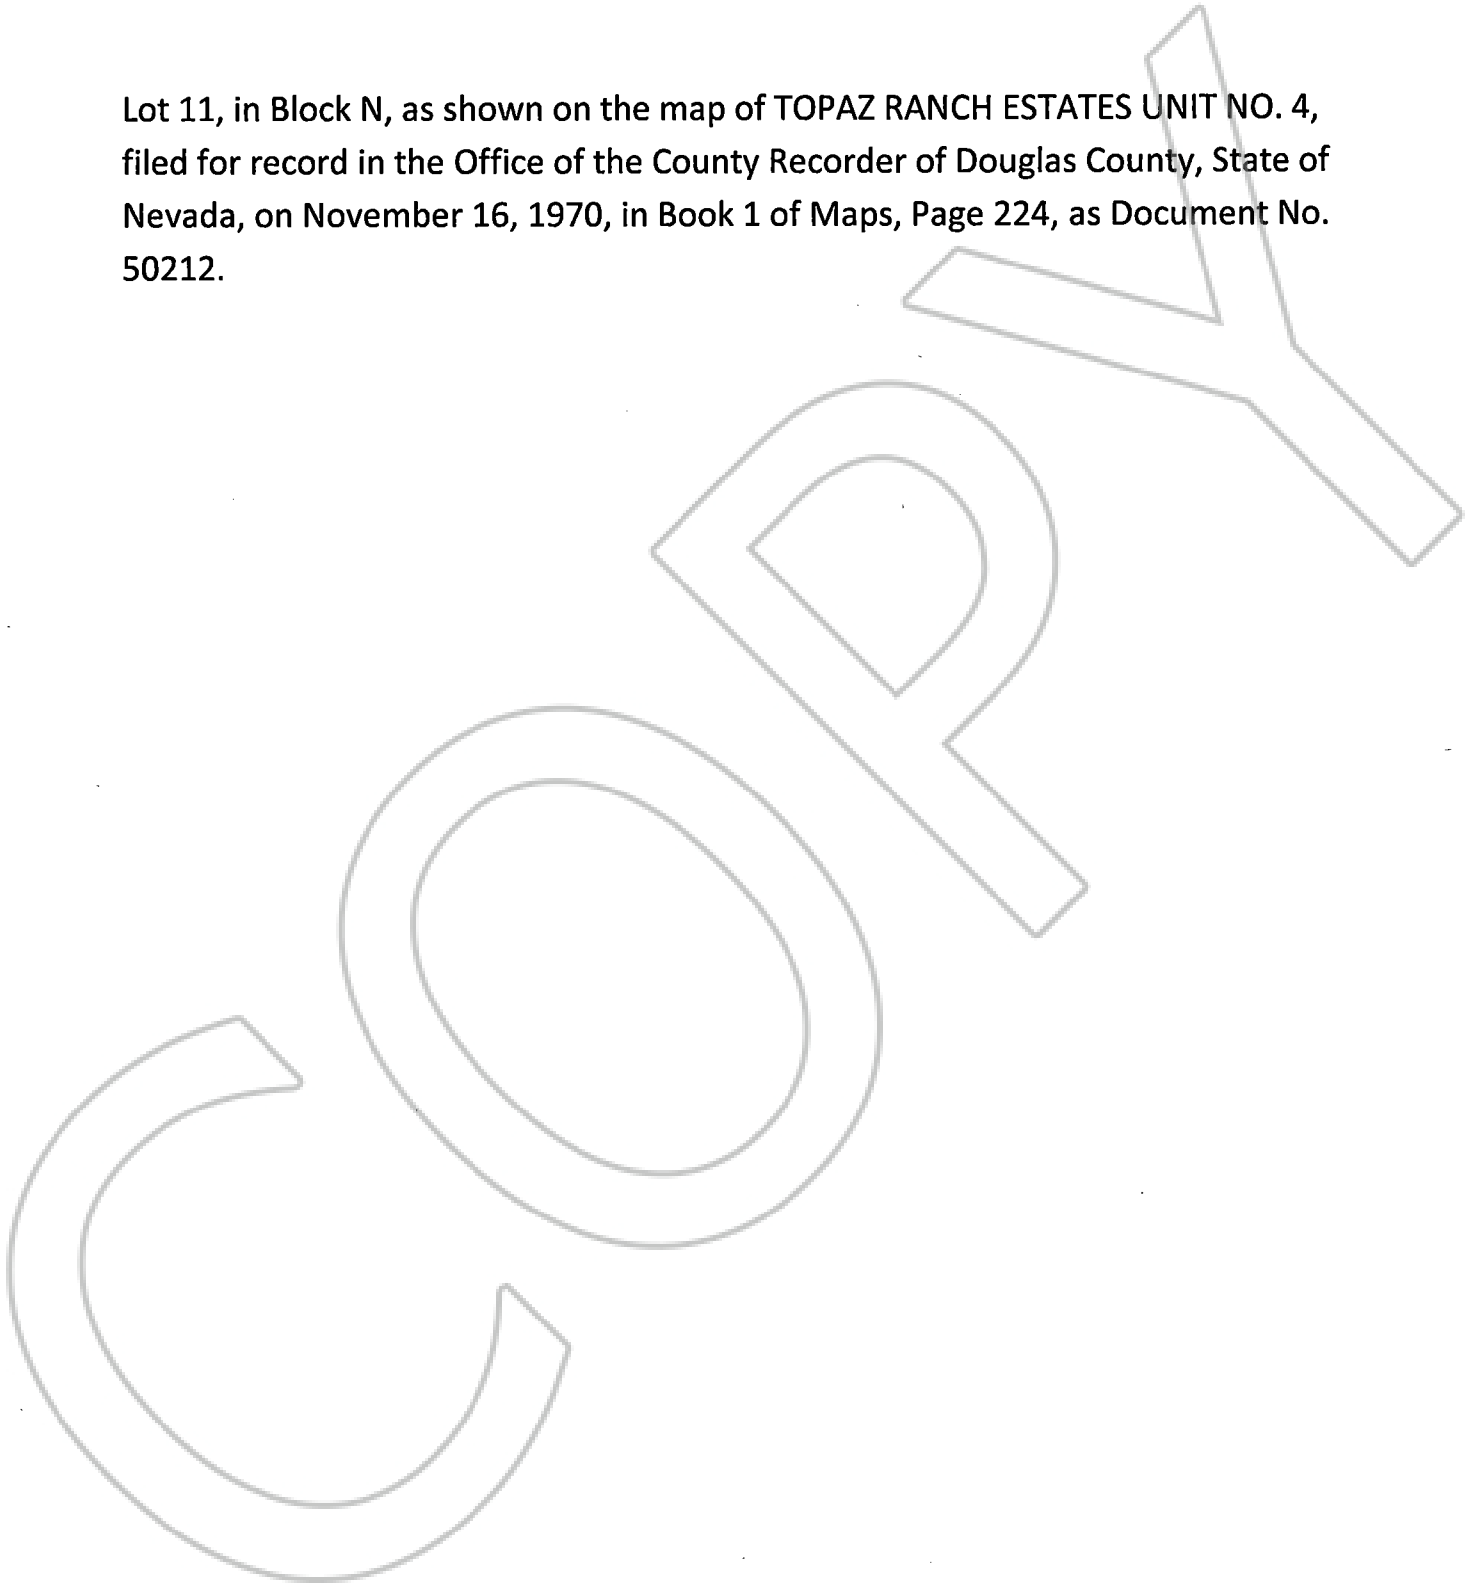 Lot 11, in Block N, as shown on the map of TOPAZ RANCH ESTATES UNIT NO. 4,
filed for record in the Office of the County Recorder of Douglas County, State of
Nevada, on November 16, 1970, in Book 1 of Maps, Page 224, as Document No.
50212.
COPY